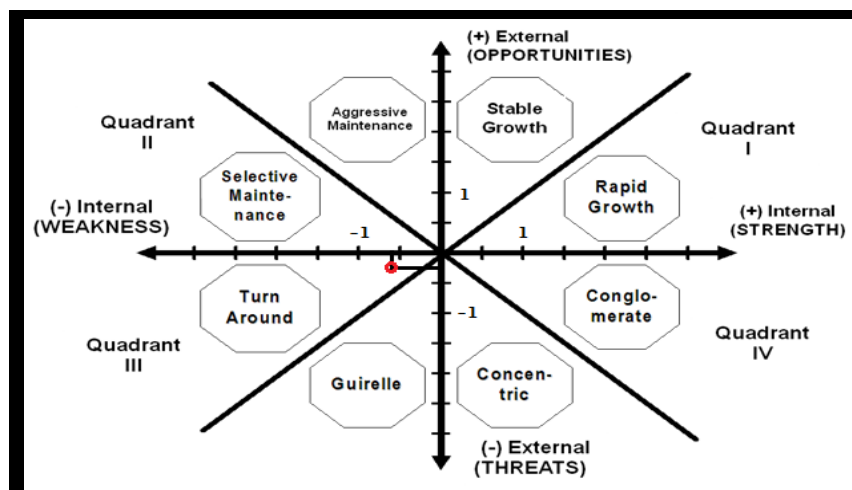 (+) External
(OPPORTUNITIES)
Aggressive
Maintenance
Stable
Growth
Quadrant
II
Quadrant
I
Selective
Mainte-
nance
Rapid
Growth
1
(-) Internal
(WEAKNESS)
(+) Internal
(STRENGTH)
-1
1
Turn
Around
Conglo-
merate
-1
Quadrant
III
Quadrant
IV
Guirelle
Concen-
tric
(-) External
(THREATS)